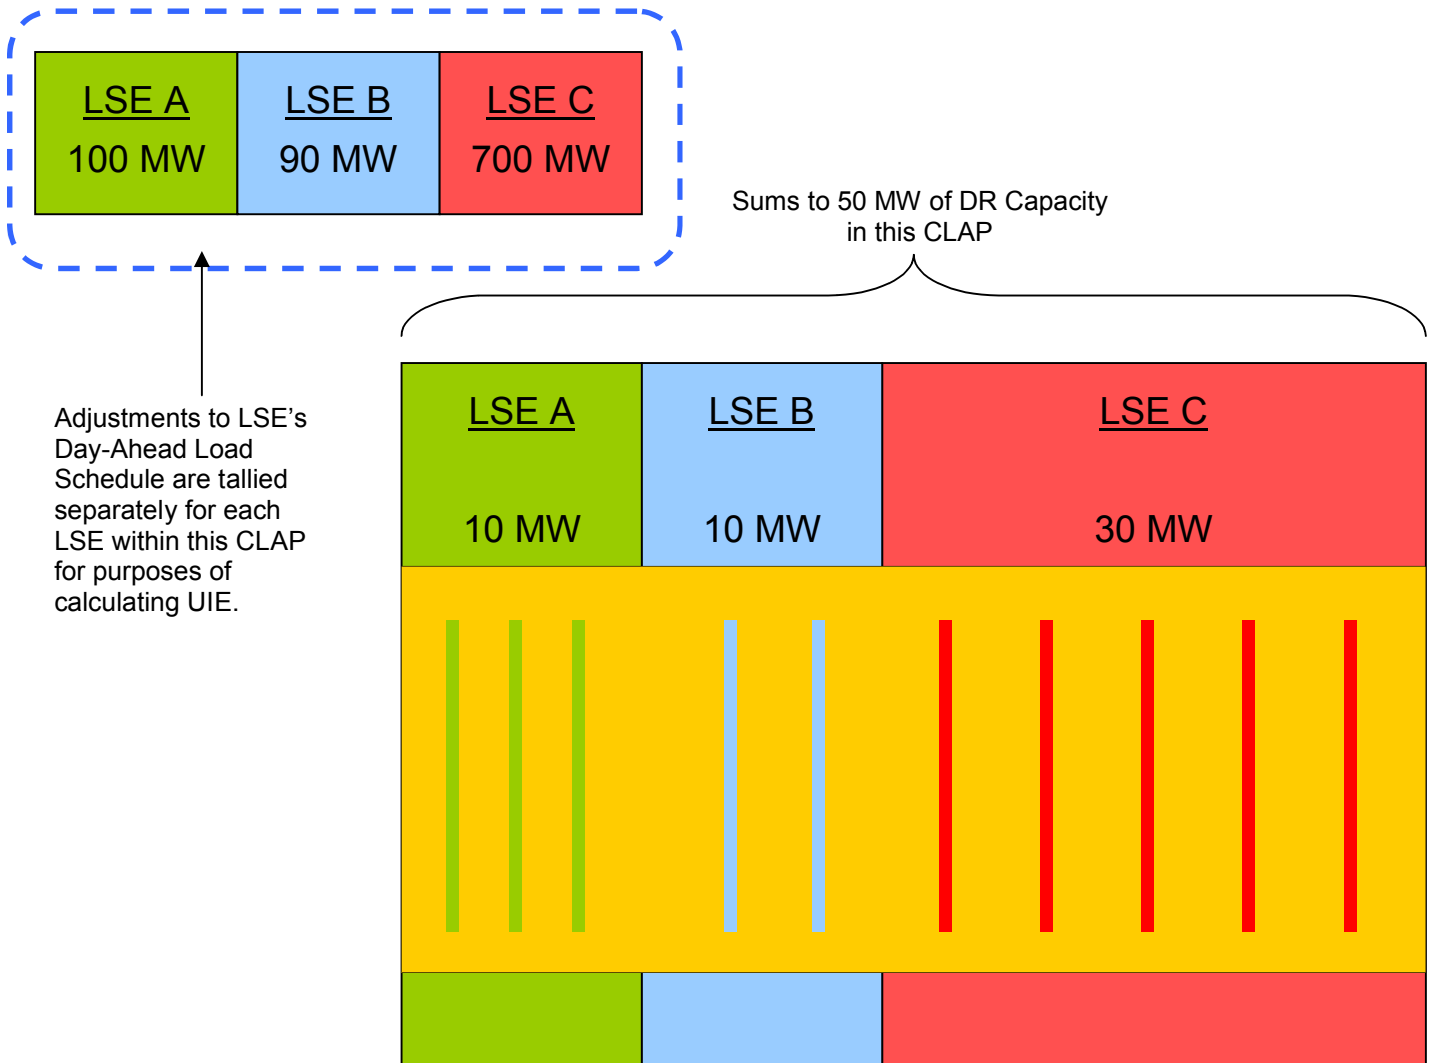 LSE A
100 MW
LSE B
90 MW
LSE C
700 MW
Sums to 50 MW of DR Capacity
in this CLAP
Adjustments to LSE’s
Day-Ahead Load
Schedule are tallied
separately for each
LSE within this CLAP
for purposes of
calculating UIE.
LSE A
10 MW
LSE B
10 MW
LSE C
30 MW